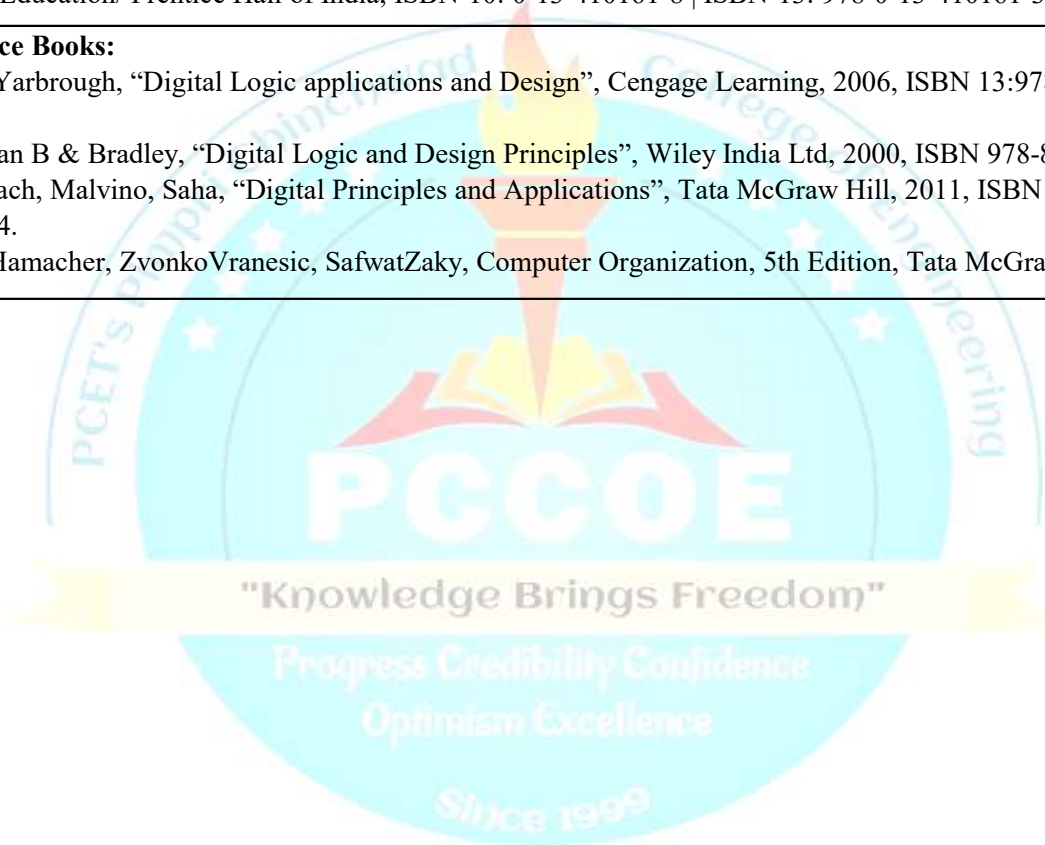 Education/ Prentice Hall of India, ISBN-10: 0-13-410161-8 | ISBN-13: 978-0-13-410161-3
ce Books:
Yarbrough, “Digital Logic applications and Design”, Cengage Learning, 2006, ISBN 13:978
an B & Bradley, “Digital Logic and Design Principles”, Wiley India Ltd, 2000, ISBN 978-8
ach, Malvino, Saha, “Digital Principles and Applications”, Tata McGraw Hill, 2011, ISBN
4.
Hamacher, ZvonkoVranesic, SafwatZaky, Computer Organization, 5th Edition, Tata McGra
PCET's Pimpri Chinchwad College Of Engineering
PCCOE
"Knowledge Brings Freedom"
Progress Credibility Confidence
Optimism Excellence
Since 1999